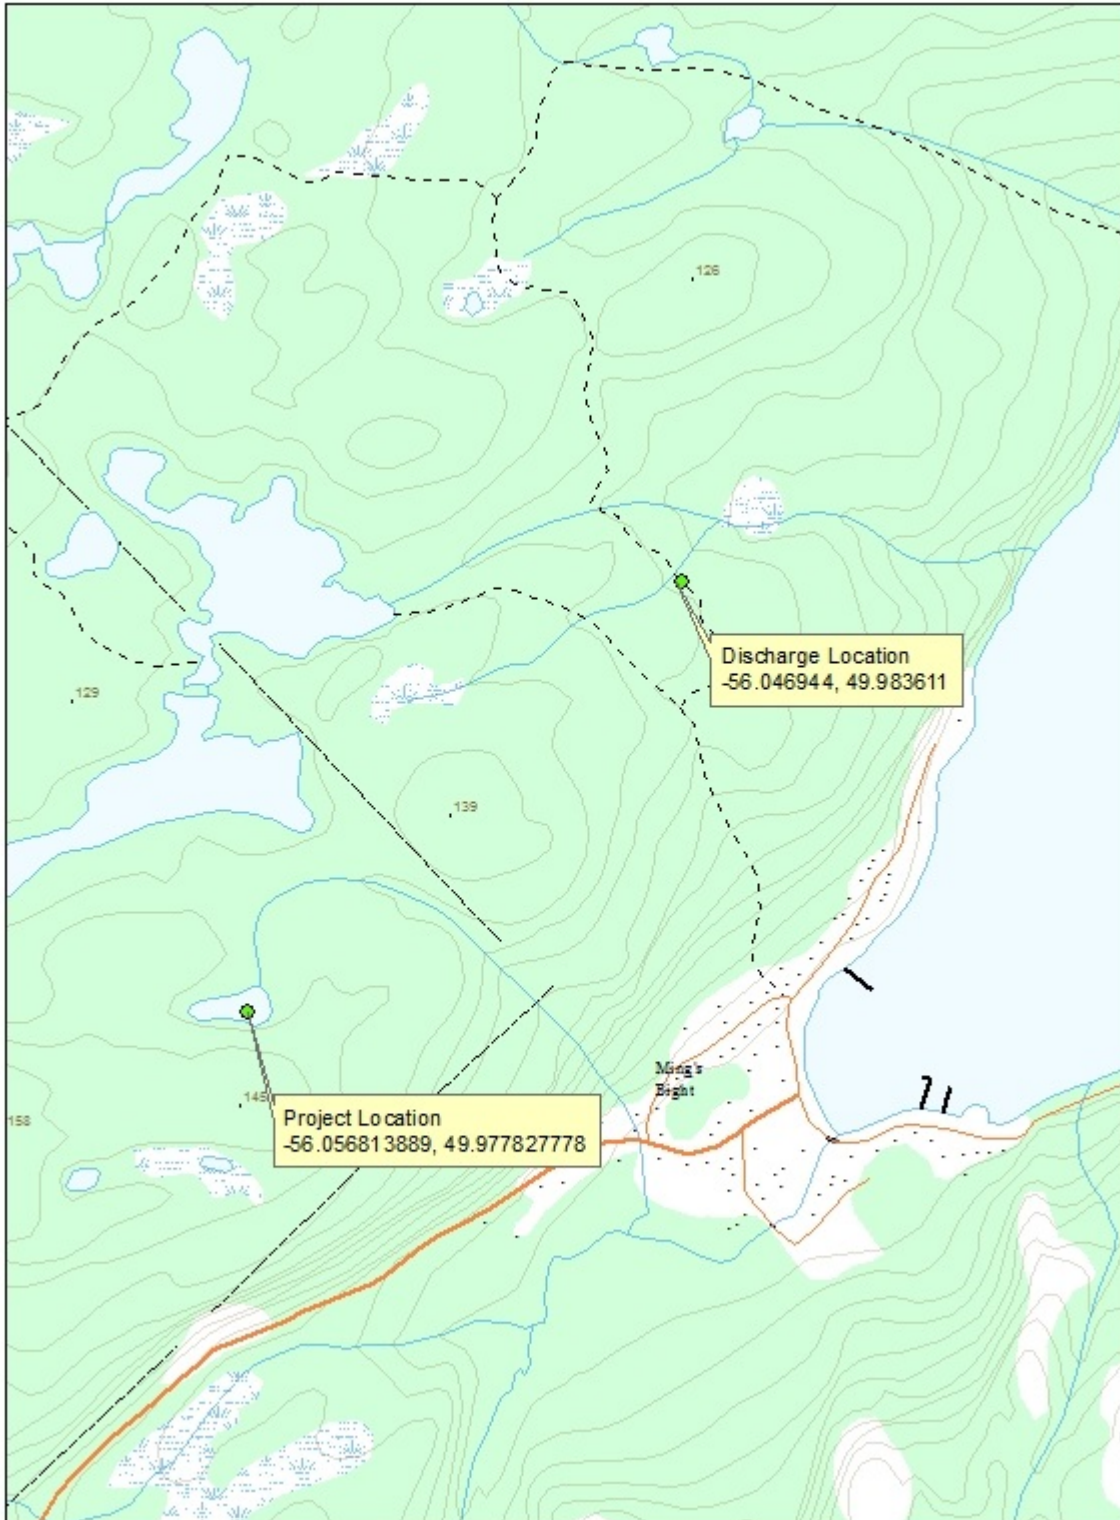 126
Discharge Location
-56.046944, 49.983611
129
139
Ming's
Bight
145
Project Location
-56.056813889, 49.977827778
158